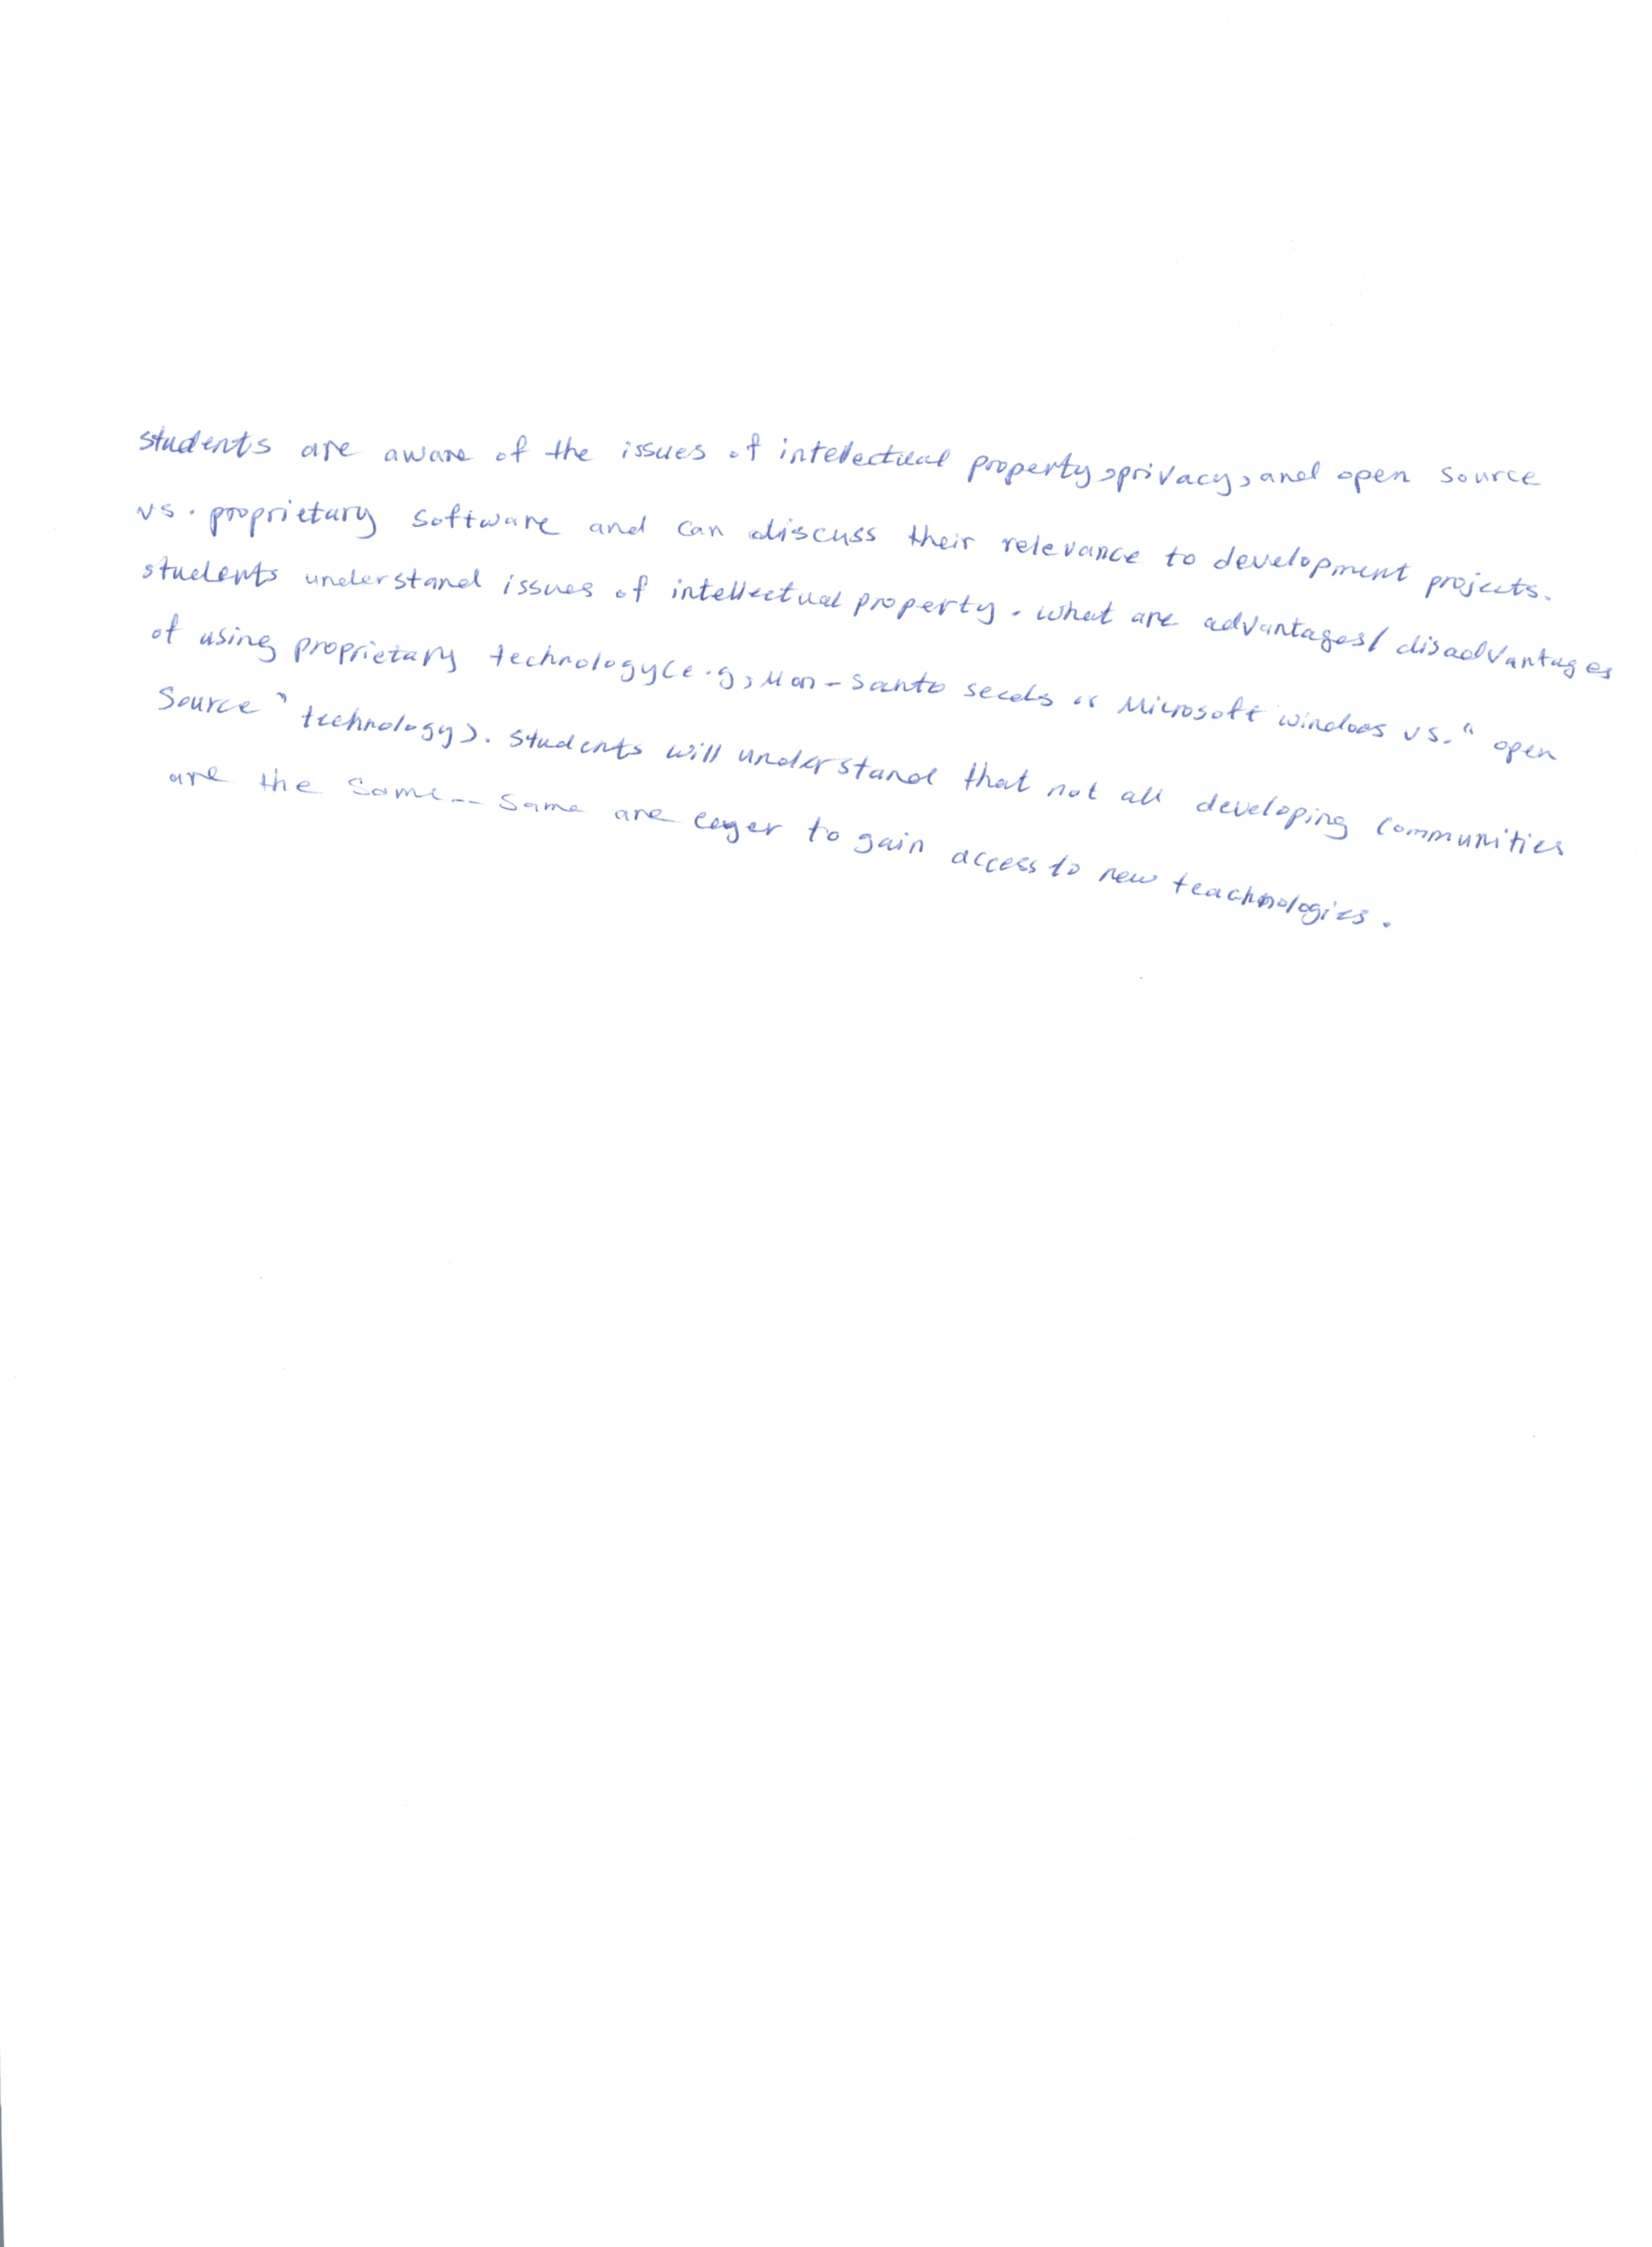 students are aware of the issues of intellectual property, privacy, and open source
vs. proprietary software and can discuss their relevance to development projects.
students understand issues of intellectual property. what are advantages/ disadvantages
of using proprietary technology(e.g, Mon-santo seeds or Microsoft windoos vs. " open
Source" technology). Students will understand that not all developing communities
are the same-- Same are eager to gain access to new teachnologies.